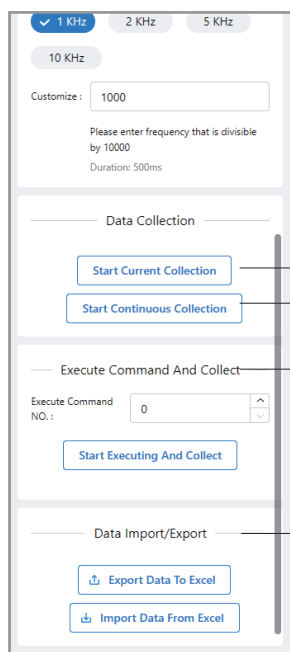 1 KHz 2 KHz 5 KHz
10 KHz
Customize : 1000
Please enter frequency that is divisible
by 10000
Duration: 500ms
Data Collection
Start Current Collection
Start Continuous Collection
Execute Command And Collect
Execute Command
NO. : 0
Start Executing And Collect
Data Import/Export
Export Data To Excel
Import Data From Excel